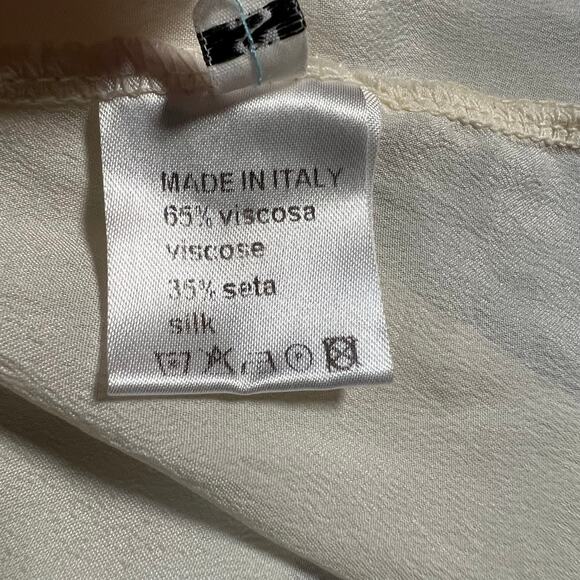 MADE IN ITALY
65% viscosa
viscose
35% seta
silk